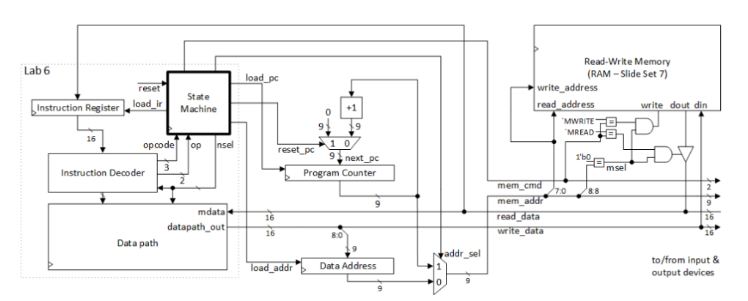 Lab 6
reset
Instruction Register
load_ir
State
Machine
16
opcode
op
nsel
3
2
Instruction Decoder
Data path
mdata
16
datapath_out
16
load_pc
0
+1
9
9
reset_pc
1 0
9
next_pc
Program Counter
9
8:0
9
load_addr
Data Address
9
addr_sel
1
0
9
Read-Write Memory
(RAM – Slide Set 7)
write_address
read_address
write
dout
din
`MWRITE
=
`MREAD
=
1'b0
=
msel
7:0
8:8
mem_cmd
2
mem_addr
9
read_data
16
write_data
16
to/from input &
output devices